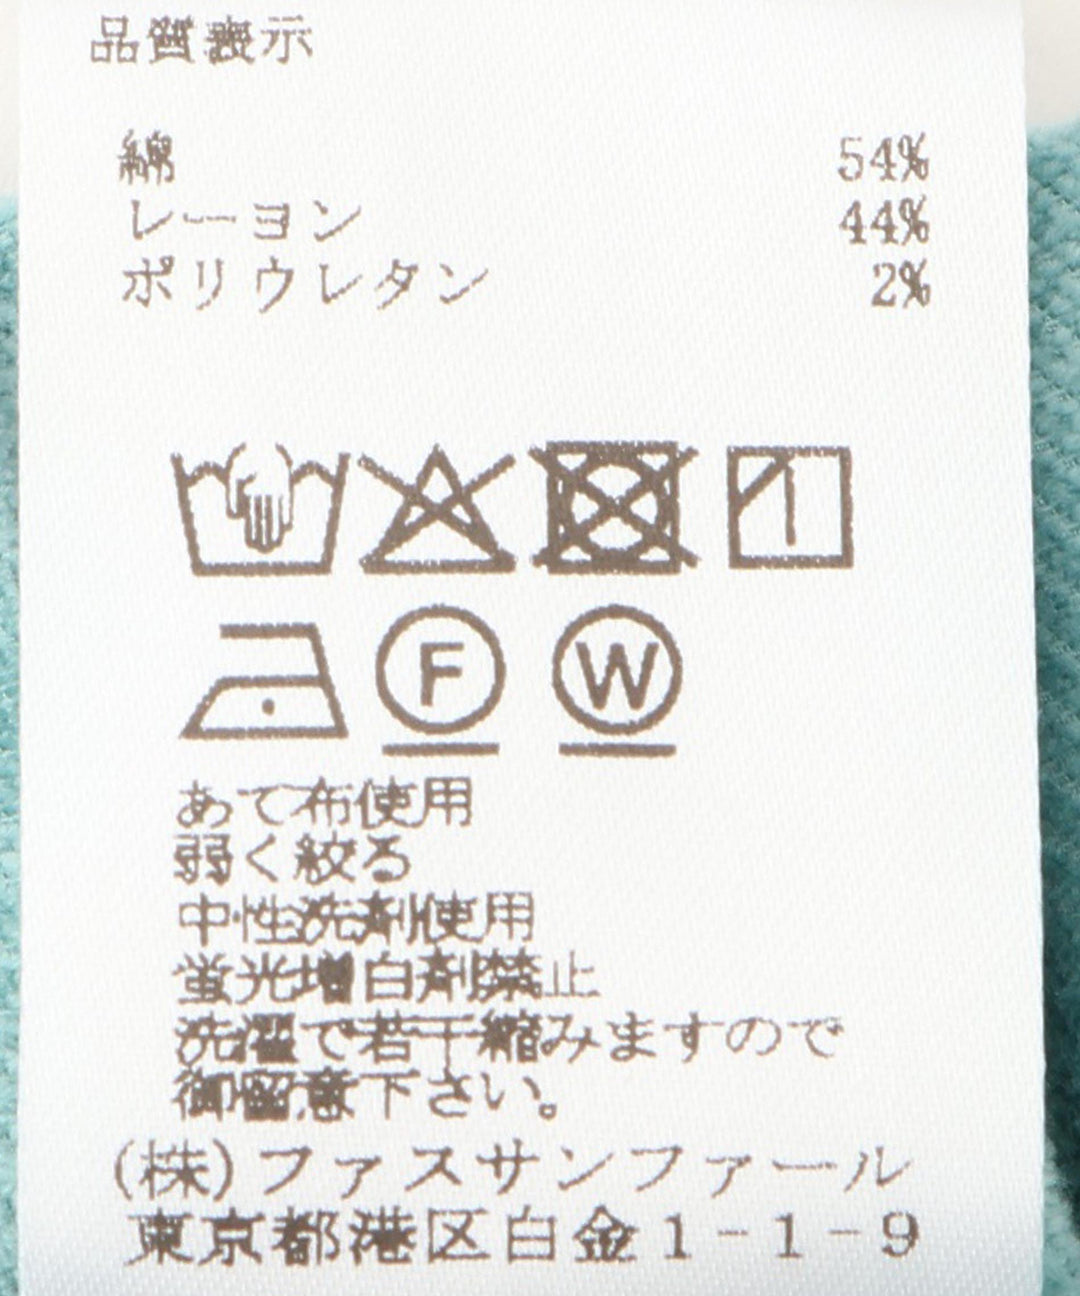 品質表示
綿 54%
レーヨン 44%
ポリウレタン 2%
F W
あて布使用
弱く絞る
中性洗剤使用
蛍光増白剤禁止
洗濯で若干縮みますので
御留意下さい。
(株)ファスサンファール
東京都港区白金1-1-9